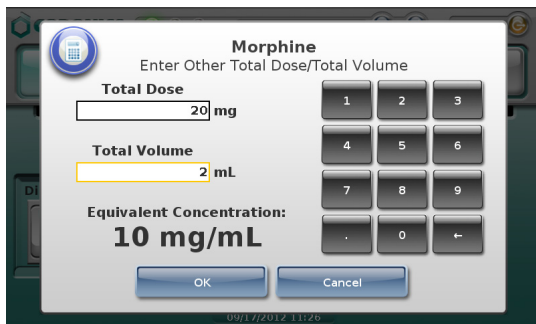 Morphine
Enter Other Total Dose/Total Volume
Total Dose
20 mg
Total Volume
2 mL
Equivalent Concentration:
10 mg/mL
1 2 3
4 5 6
7 8 9
. 0 ←
OK Cancel
Di
09/17/2012 11:26